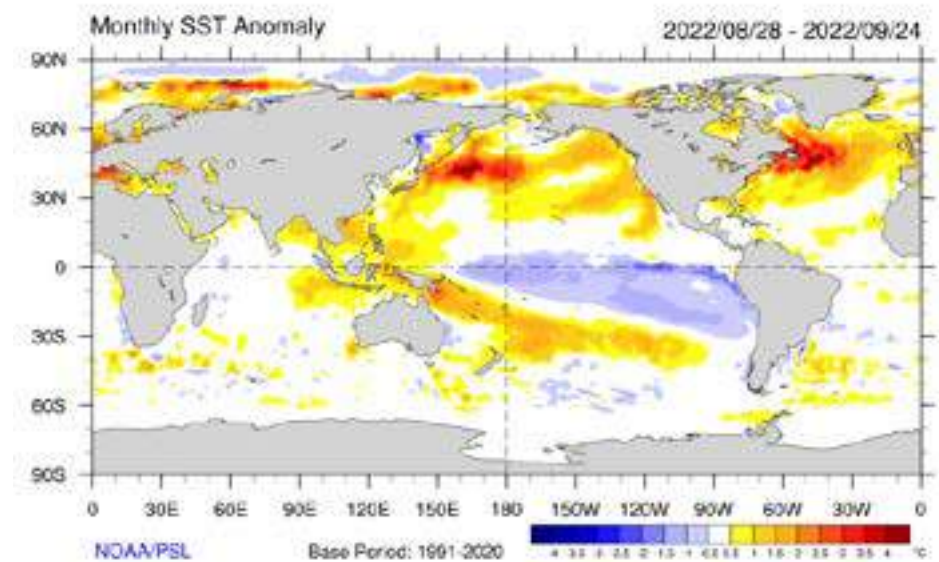 Monthly SST Anomaly
2022/08/28 - 2022/09/24
90N
60N
30N
0
30S
60S
90S
0 30E 60E 90E 120E 150E 180 150W 120W 90W 60W 30W 0
NOAA/PSL
Base Period: 1991-2020
°C